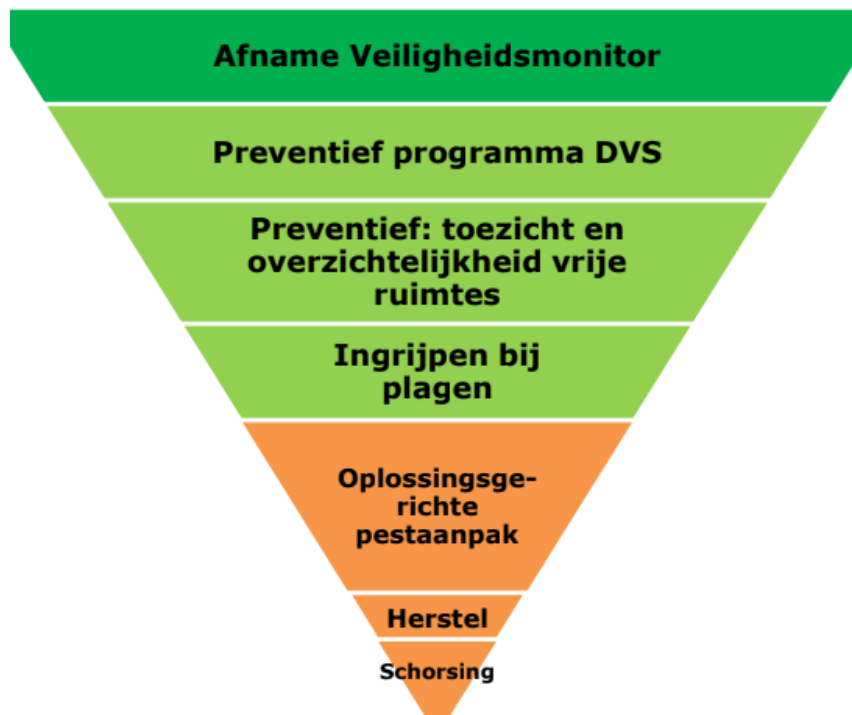 Afname Veiligheidsmonitor
Preventief programma DVS
Preventief: toezicht en
overzichtelijkheid vrije
ruimtes
Ingrijpen bij
plagen
Oplossingsge-
richte
pestaanpak
Herstel
Schorsing